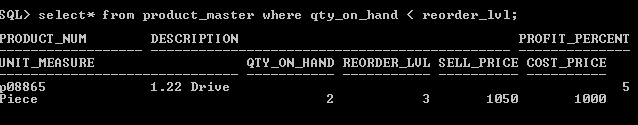 SQL> select* from product_master where qty_on_hand < reorder_lvl;
PRODUCT_NUM DESCRIPTION PROFIT_PERCENT
UNIT_MEASURE QTY_ON_HAND REORDER_LVL SELL_PRICE COST_PRICE
p08865 1.22 Drive 5
Piece 2 3 1050 1000